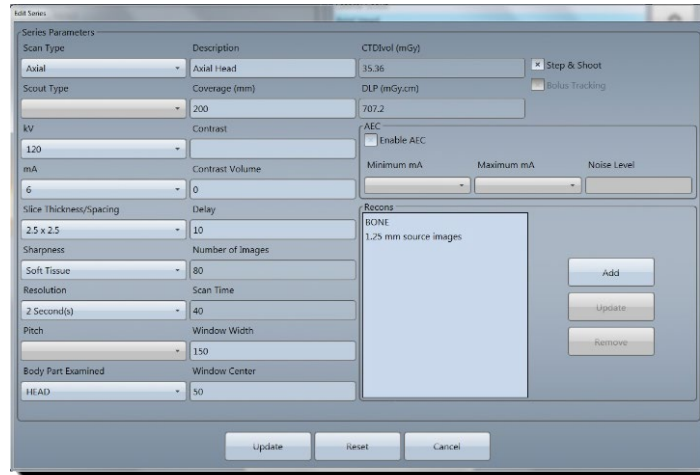 Edit Series
Series Parameters
Scan Type
Description
CTDIvol (mGy)
Axial
Axial Head
35.36
Step & Shoot
Scout Type
Coverage (mm)
DLP (mGy.cm)
Bolus Tracking
200
707.2
kV
Contrast
AEC
Enable AEC
120
mA
Contrast Volume
Minimum mA
Maximum mA
Noise Level
6
0
Slice Thickness/Spacing
Delay
Recons
2.5 x 2.5
10
BONE
1.25 mm source images
Sharpness
Number of Images
Soft Tissue
80
Add
Resolution
Scan Time
2 Second(s)
40
Update
Pitch
Window Width
Remove
150
Body Part Examined
Window Center
HEAD
50
Update
Reset
Cancel